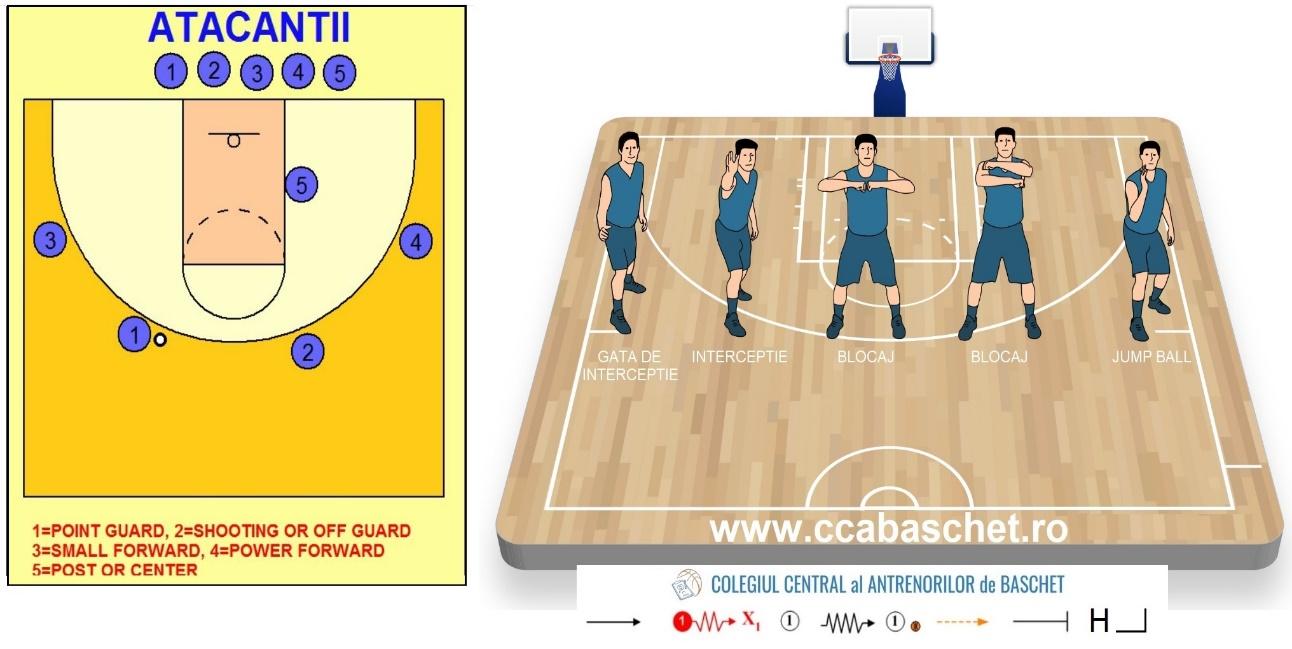 ATACANTII
1 2 3 4 5
5
3
4
1
2
1=POINT GUARD, 2=SHOOTING OR OFF GUARD
3=SMALL FORWARD, 4=POWER FORWARD
5=POST OR CENTER
GATA DE
INTERCEPTIE
INTERCEPTIE
BLOCAJ
BLOCAJ
JUMP BALL
www.ccabaschet.ro
COLEGIUL CENTRAL al ANTRENORILOR de BASCHET
1 X1 1 1 H